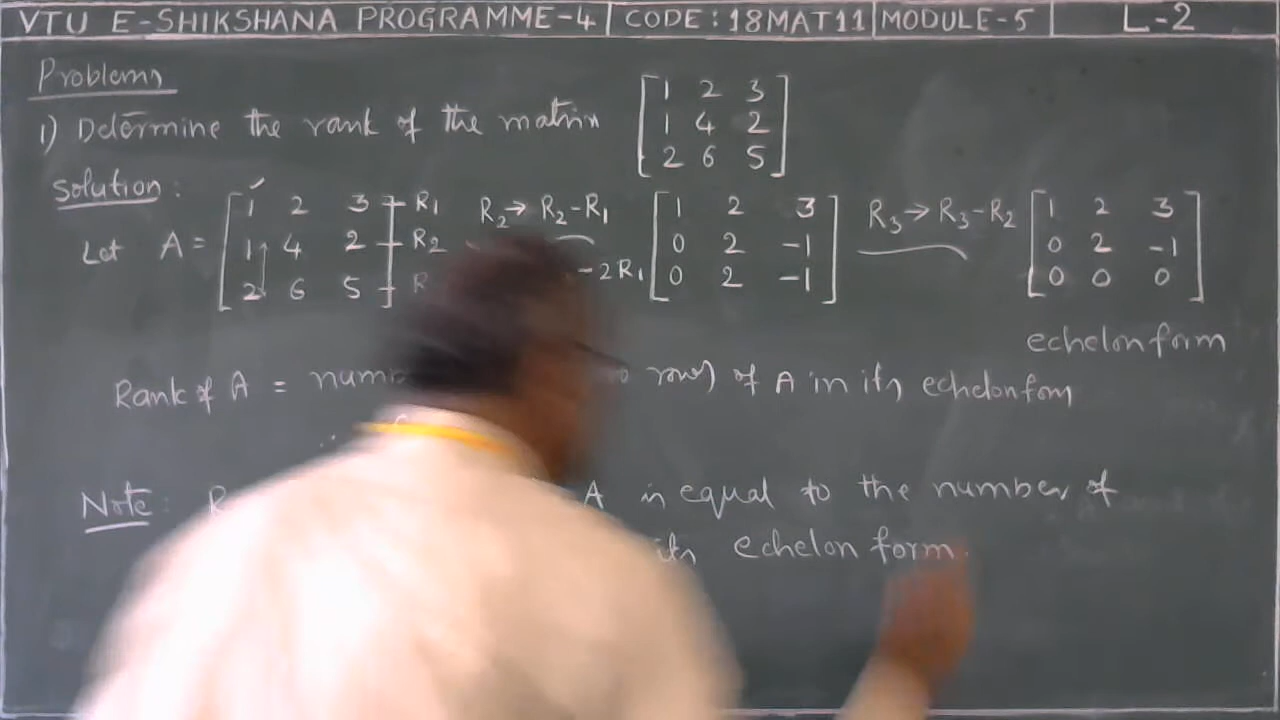 VTU E-SHIKSHANA PROGRAMME-4 | CODE: 18MAT11 | MODULE-5 | L-2
Problems
1) Determine the rank of the matrix [1 2 3
1 4 2
2 6 5]
Solution:
Let A = [1 2 3 R1 R2→ R2-R1 [1 2 3 R3→R3-R2 [1 2 3
1 4 2 R2 0 2 -1 0 2 -1
2 6 5] R -2R1 0 2 -1] 0 0 0]
echelon form
Rank of A = rows of A in its echelon form
Note: A is equal to the number of
its echelon form.